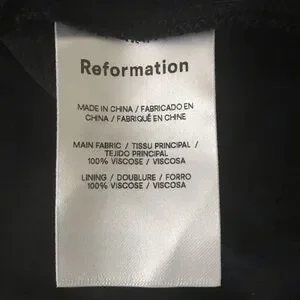 Reformation
MADE IN CHINA / FABRICADO EN
CHINA / FABRIQUÉ EN CHINE
MAIN FABRIC / TISSU PRINCIPAL /
TEJIDO PRINCIPAL
100% VISCOSE / VISCOSA
LINING / DOUBLURE / FORRO
100% VISCOSE / VISCOSA